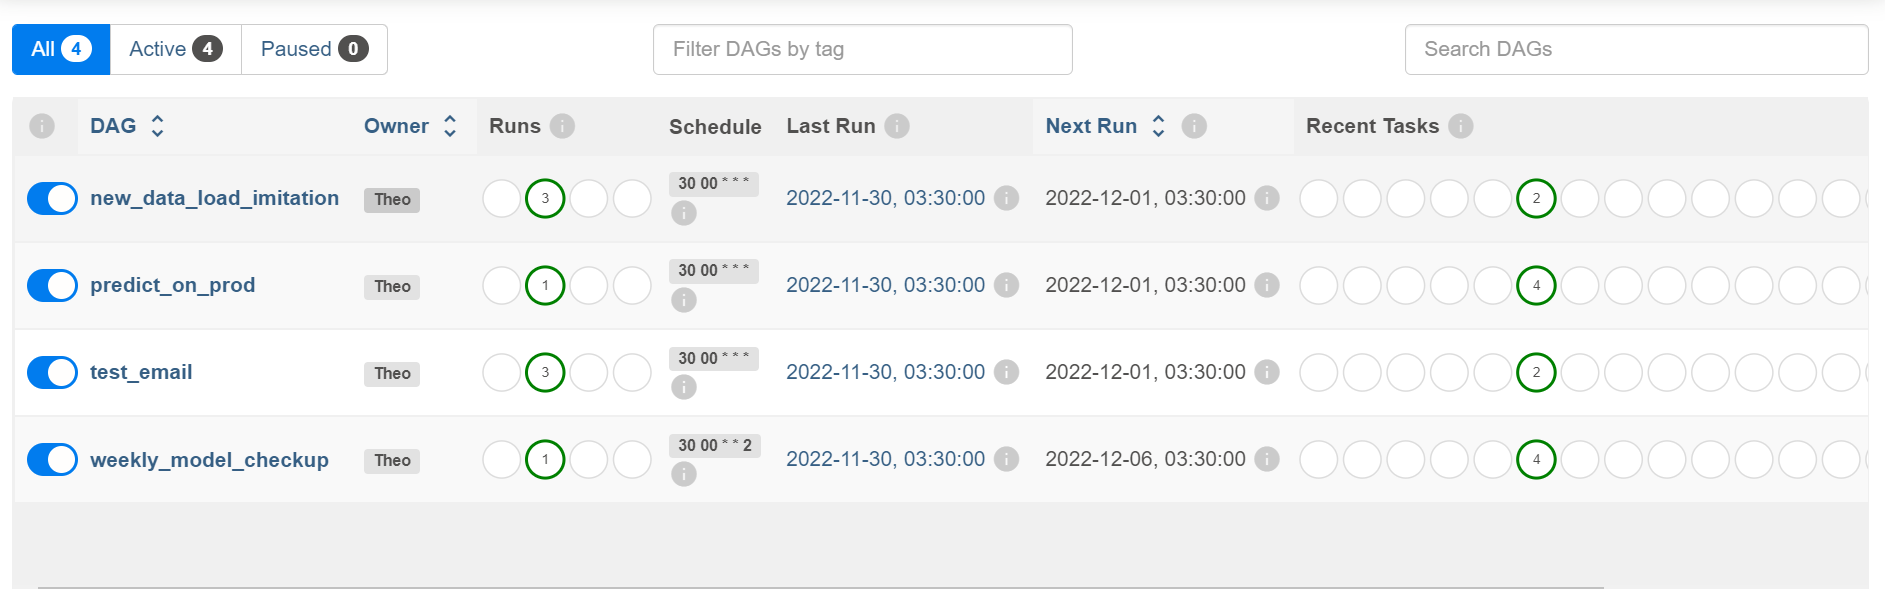 All 4 Active 4 Paused 0 Filter DAGs by tag Search DAGs
i DAG Owner Runs i Schedule Last Run i Next Run i Recent Tasks i
new_data_load_imitation Theo 3 30 00 * * * i 2022-11-30, 03:30:00 i 2022-12-01, 03:30:00 i 2
predict_on_prod Theo 1 30 00 * * * i 2022-11-30, 03:30:00 i 2022-12-01, 03:30:00 i 4
test_email Theo 3 30 00 * * * i 2022-11-30, 03:30:00 i 2022-12-01, 03:30:00 i 2
weekly_model_checkup Theo 1 30 00 * * 2 i 2022-11-30, 03:30:00 i 2022-12-06, 03:30:00 i 4